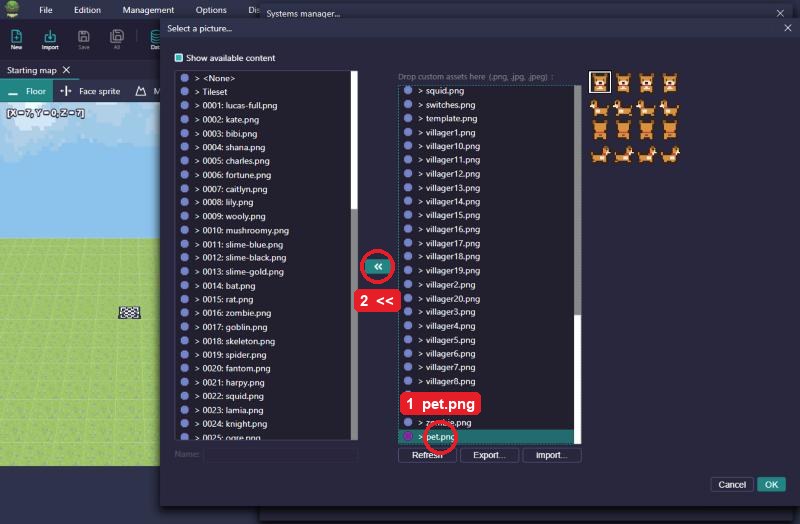 File Edition Management Options
Systems manager...
Select a picture...
New Import Save All
Starting map
Floor Face sprite
[X = 7, Y = 0, Z = 7]
Show available content
> <None>
> Tileset
> 0001: lucas-full.png
> 0002: kate.png
> 0003: bibi.png
> 0004: shana.png
> 0005: charles.png
> 0006: fortune.png
> 0007: caitlyn.png
> 0008: lily.png
> 0009: wooly.png
> 0010: mushroomy.png
> 0011: slime-blue.png
> 0012: slime-black.png
> 0013: slime-gold.png
> 0014: bat.png
> 0015: rat.png
> 0016: zombie.png
> 0017: goblin.png
> 0018: skeleton.png
> 0019: spider.png
> 0020: fantom.png
> 0021: harpy.png
> 0022: squid.png
> 0023: lamia.png
> 0024: knight.png
> 0025: ogre.png
Name:
<<
2 <<
Drop custom assets here (.png, .jpg, .jpeg) :
> squid.png
> switches.png
> template.png
> villager1.png
> villager10.png
> villager11.png
> villager12.png
> villager13.png
> villager14.png
> villager15.png
> villager16.png
> villager17.png
> villager18.png
> villager19.png
> villager2.png
> villager20.png
> villager3.png
> villager4.png
> villager5.png
> villager6.png
> villager7.png
> villager8.png
1 pet.png
> zombie.png
> pet.png
Refresh Export... Import...
Cancel OK